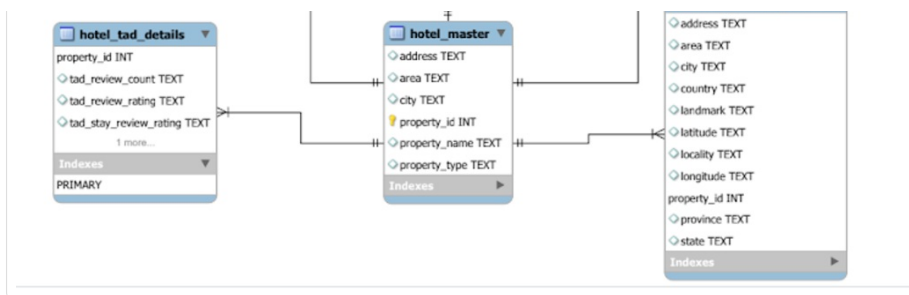 hotel_tad_details
property_id INT
tad_review_count TEXT
tad_review_rating TEXT
tad_stay_review_rating TEXT
1 more...
Indexes
PRIMARY
hotel_master
address TEXT
area TEXT
city TEXT
property_id INT
property_name TEXT
property_type TEXT
Indexes
address TEXT
area TEXT
city TEXT
country TEXT
landmark TEXT
latitude TEXT
locality TEXT
longitude TEXT
property_id INT
province TEXT
state TEXT
Indexes